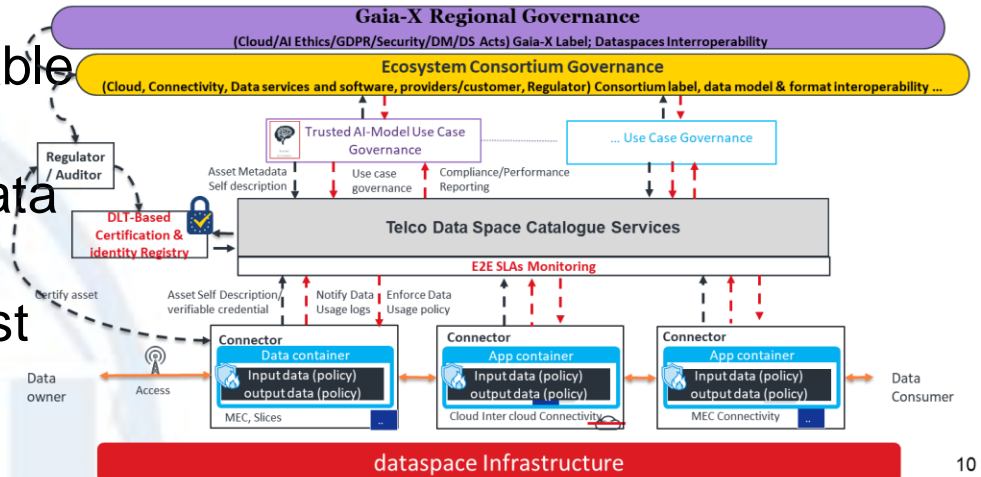 Gaia-X Regional Governance
(Cloud/AI Ethics/GDPR/Security/DM/DS Acts) Gaia-X Label; Dataspaces Interroperability
ble
Ecosystem Consortium Governance
(Cloud, Connectivity, Data services and software, providers/customer, Regulator) Consortium label, data model & format interoperability ...
Trusted AI-Model Use Case
Governance
... Use Case Governance
Regulator
/ Auditor
Asset Metadata
Self description
Use case
governance
Compliance/Performance
Reporting
ata
DLT-Based
Certification &
identity Registry
Telco Data Space Catalogue Services
E2E SLAs Monitoring
Certify asset
Asset Self Description/
verifiable credential
Notify Data
Usage logs
Enforce Data
Usage policy
st
Connector
Data container
Input data (policy)
output data (policy)
MEC, Slices
..
Connector
App container
Input data (policy)
output data (policy)
Cloud Inter cloud Connectivity
Connector
App container
Input data (policy)
output data (policy)
MEC Connectivity
..
Data
owner
Access
Data
Consumer
dataspace Infrastructure
10